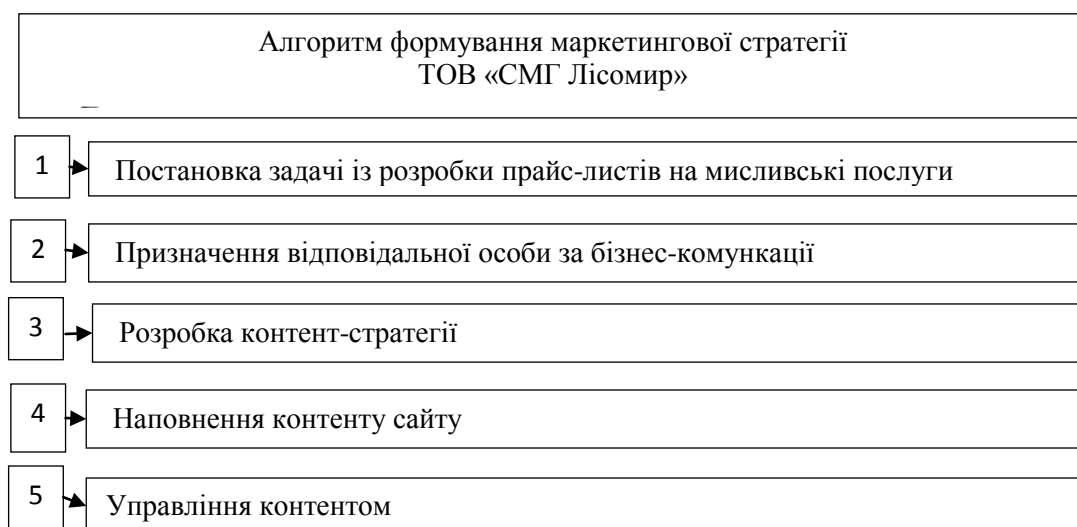 Алгоритм формування маркетингової стратегії
ТОВ «СМГ Лісомир»
1 Постановка задачі із розробки прайс-листів на мисливські послуги
2 Призначення відповідальної особи за бізнес-комункації
3 Розробка контент-стратегії
4 Наповнення контенту сайту
5 Управління контентом